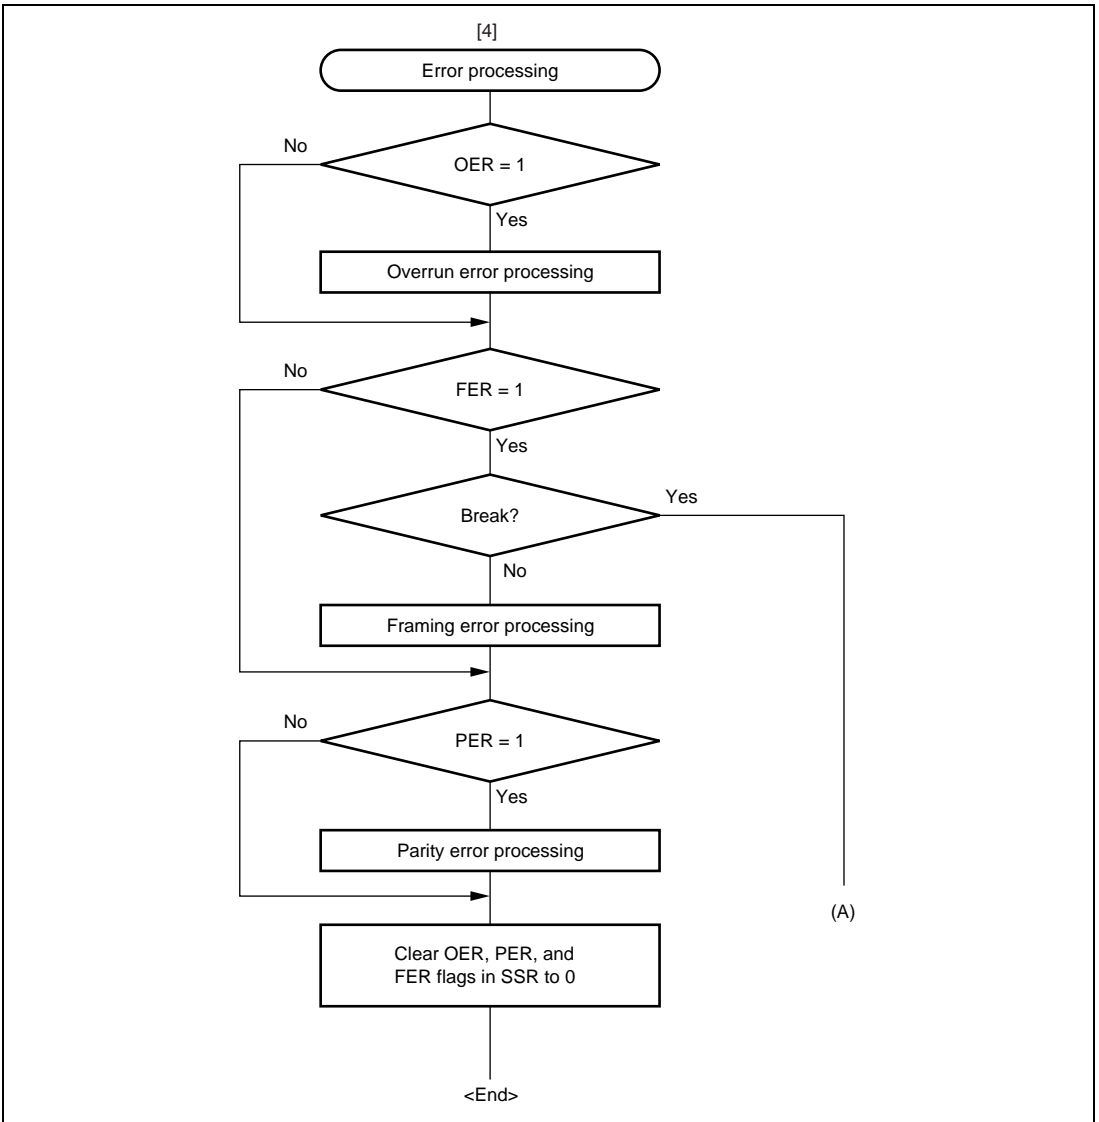 [4]
Error processing
No
OER = 1
Yes
Overrun error processing
No
FER = 1
Yes
Yes
Break?
No
Framing error processing
No
PER = 1
Yes
Parity error processing
(A)
Clear OER, PER, and
FER flags in SSR to 0
<End>